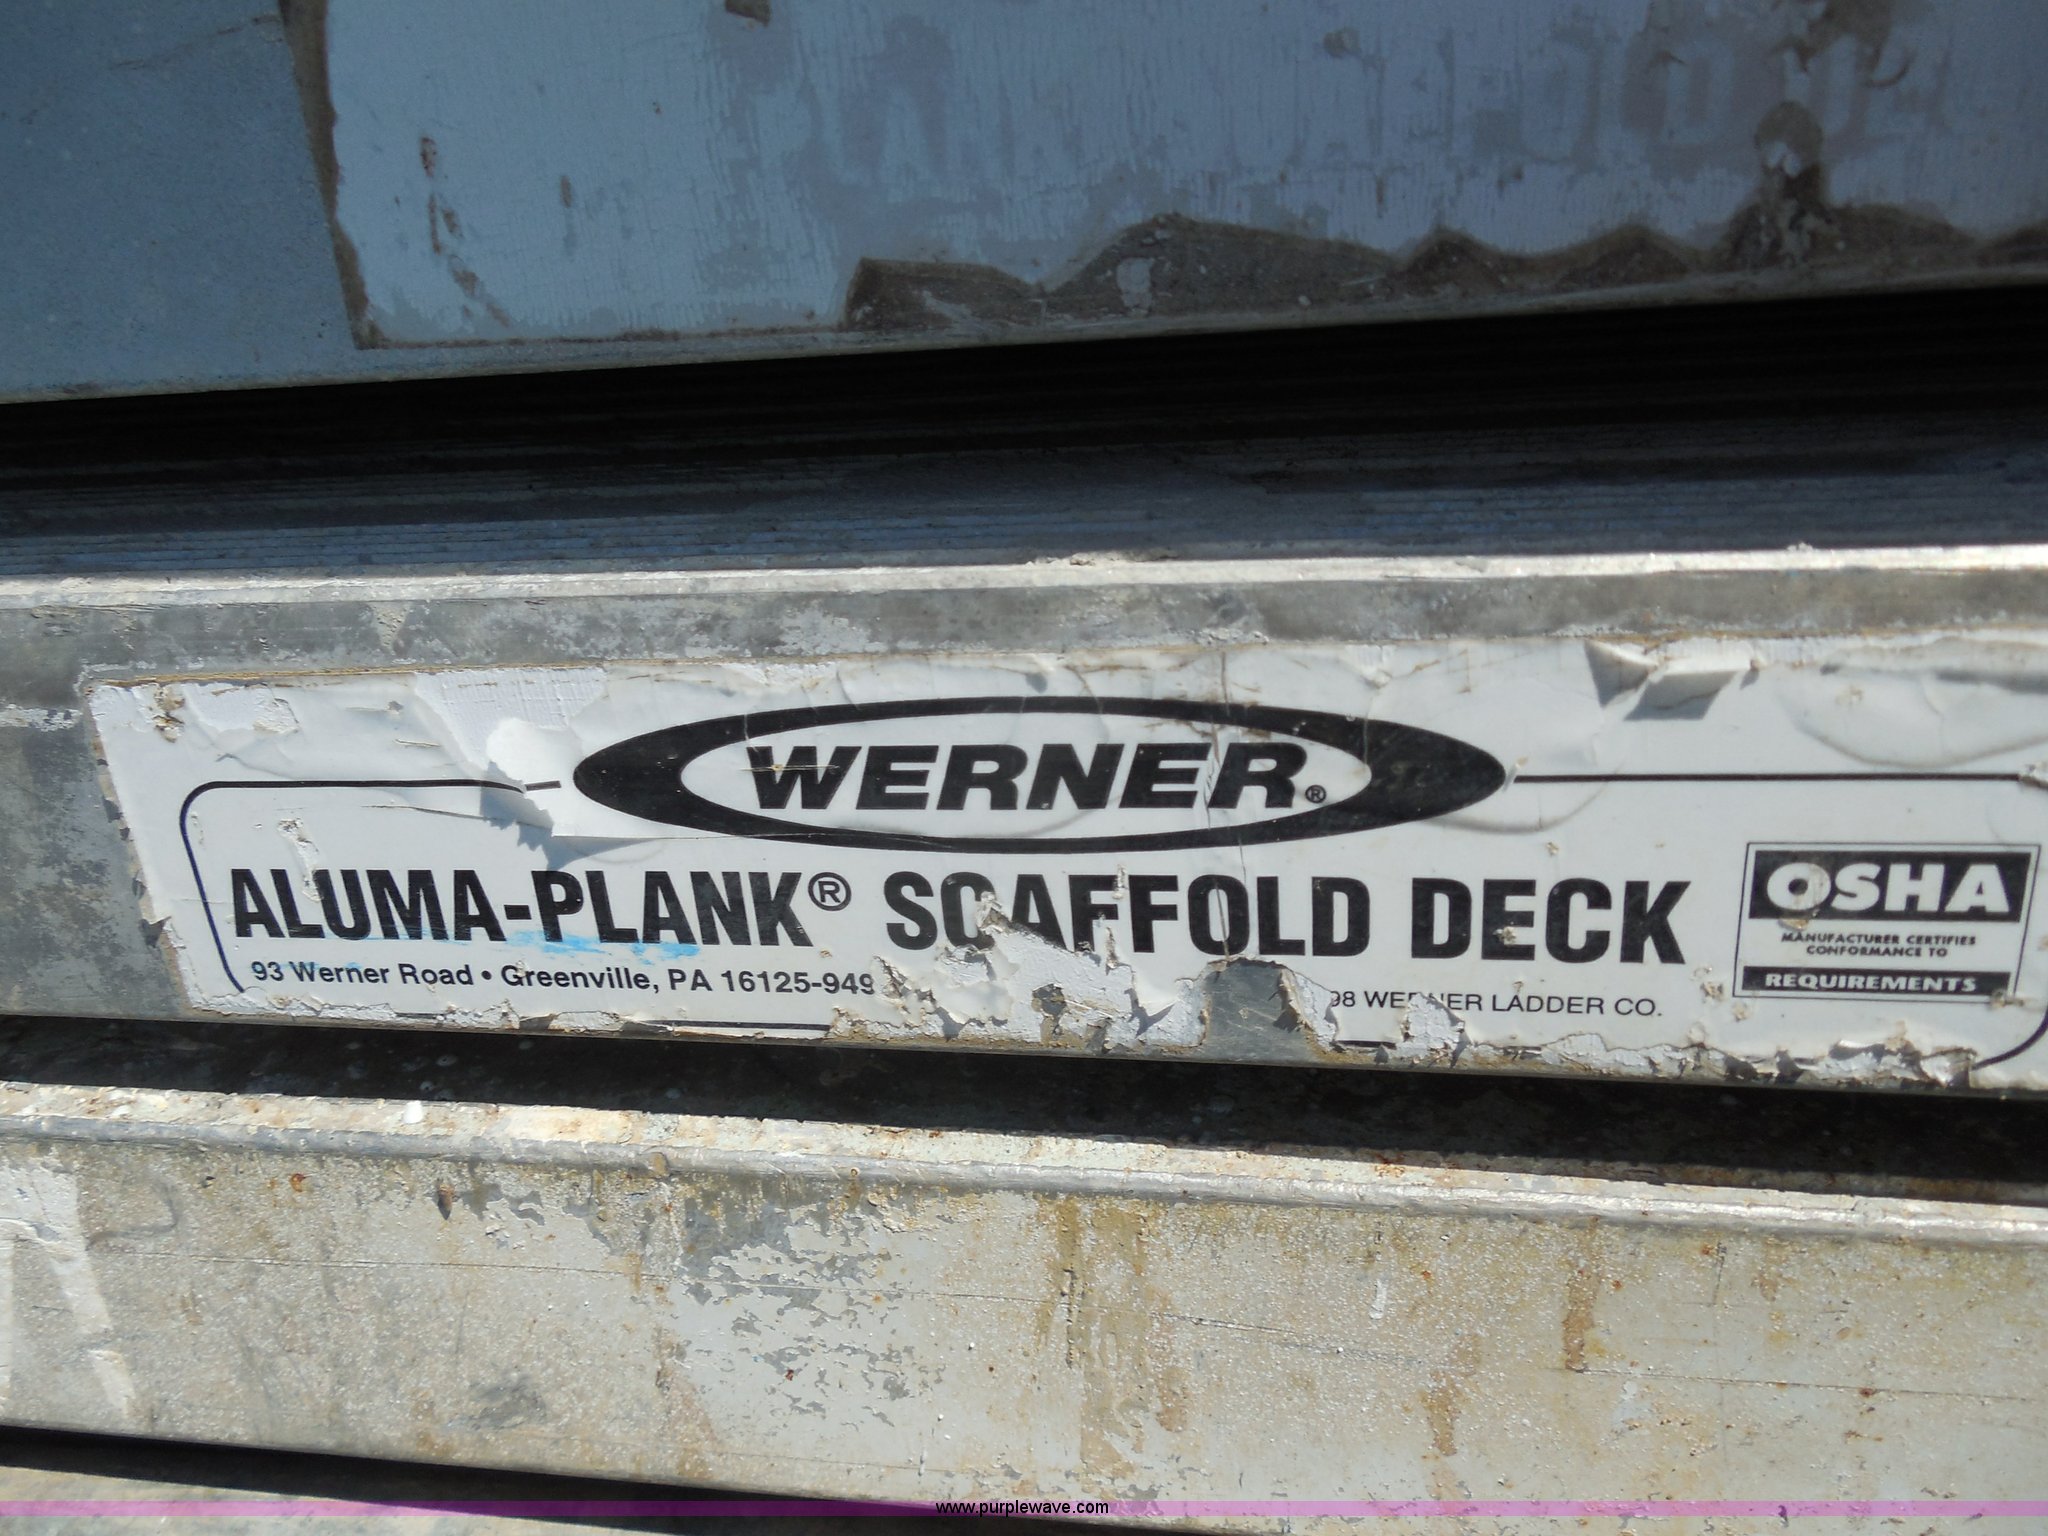 WERNER®
ALUMA-PLANK® SCAFFOLD DECK
93 Werner Road • Greenville, PA 16125-949
98 WERNER LADDER CO.
OSHA
MANUFACTURER CERTIFIES
CONFORMANCE TO
REQUIREMENTS
www.purplewave.com